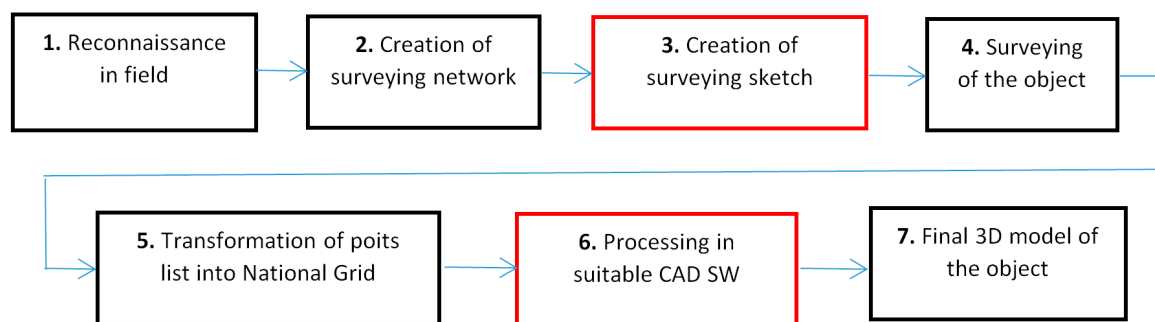 1. Reconnaissance
in field
2. Creation of
surveying network
3. Creation of
surveying sketch
4. Surveying
of the object
5. Transformation of poits
list into National Grid
6. Processing in
suitable CAD SW
7. Final 3D model of
the object